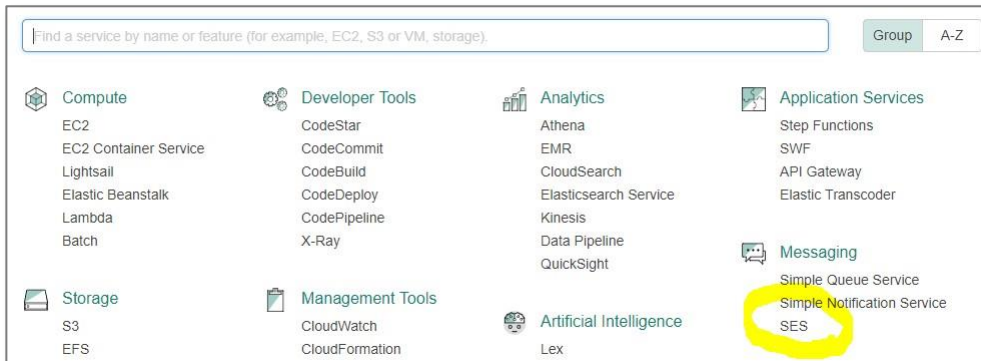 Find a service by name or feature (for example, EC2, S3 or VM, storage).
Group
A-Z
Compute
EC2
EC2 Container Service
Lightsail
Elastic Beanstalk
Lambda
Batch
Storage
S3
EFS
Developer Tools
CodeStar
CodeCommit
CodeBuild
CodeDeploy
CodePipeline
X-Ray
Management Tools
CloudWatch
CloudFormation
Analytics
Athena
EMR
CloudSearch
Elasticsearch Service
Kinesis
Data Pipeline
QuickSight
Artificial Intelligence
Lex
Application Services
Step Functions
SWF
API Gateway
Elastic Transcoder
Messaging
Simple Queue Service
Simple Notification Service
SES